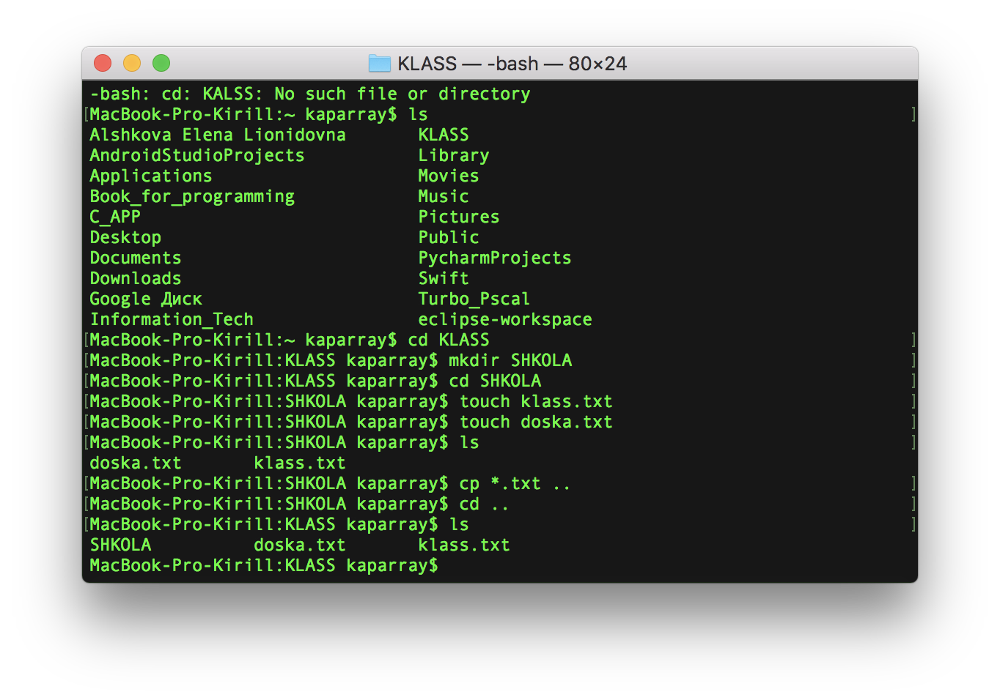 KLASS — -bash — 80×24
-bash: cd: KALSS: No such file or directory
[MacBook-Pro-Kirill:~ kaparray$ ls ]
Alshkova Elena Lionidovna KLASS
AndroidStudioProjects Library
Applications Movies
Book_for_programming Music
C_APP Pictures
Desktop Public
Documents PycharmProjects
Downloads Swift
Google Диск Turbo_Pscal
Information_Tech eclipse-workspace
[MacBook-Pro-Kirill:~ kaparray$ cd KLASS ]
[MacBook-Pro-Kirill:KLASS kaparray$ mkdir SHKOLA ]
[MacBook-Pro-Kirill:KLASS kaparray$ cd SHKOLA ]
[MacBook-Pro-Kirill:SHKOLA kaparray$ touch klass.txt ]
[MacBook-Pro-Kirill:SHKOLA kaparray$ touch doska.txt ]
[MacBook-Pro-Kirill:SHKOLA kaparray$ ls ]
doska.txt klass.txt
[MacBook-Pro-Kirill:SHKOLA kaparray$ cp *.txt .. ]
[MacBook-Pro-Kirill:SHKOLA kaparray$ cd .. ]
[MacBook-Pro-Kirill:KLASS kaparray$ ls ]
SHKOLA doska.txt klass.txt
MacBook-Pro-Kirill:KLASS kaparray$